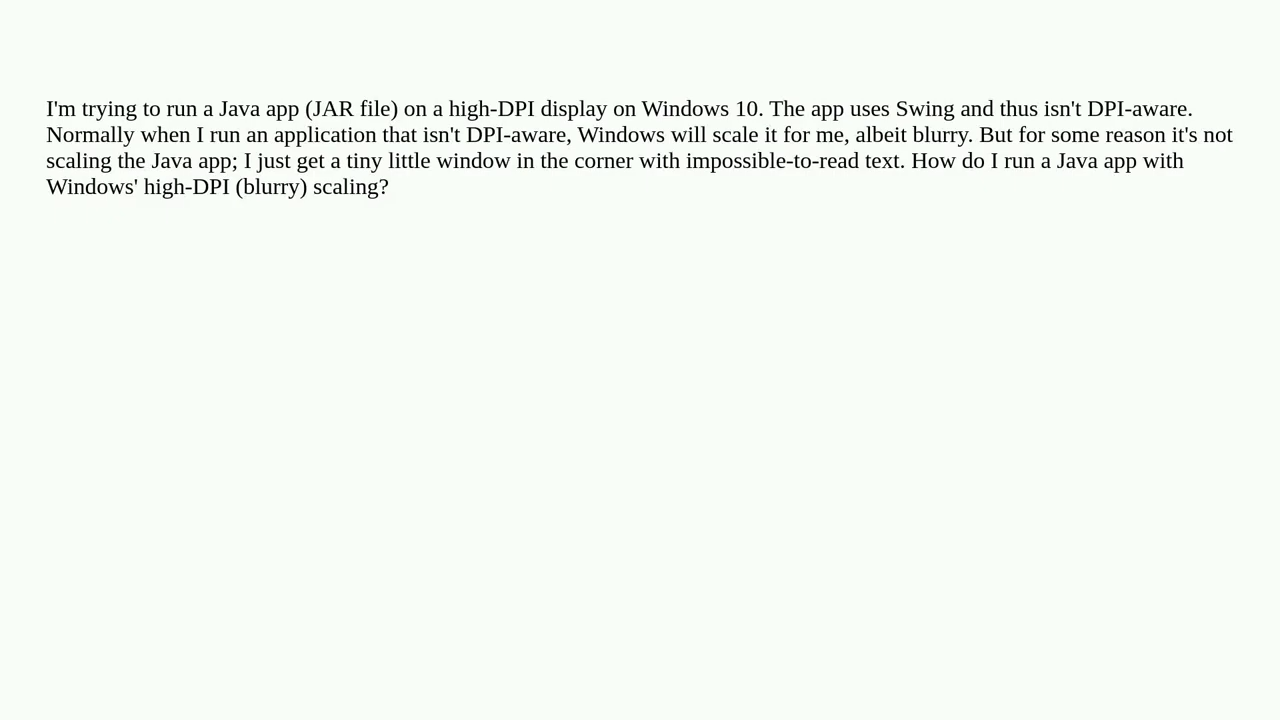 I'm trying to run a Java app (JAR file) on a high-DPI display on Windows 10. The app uses Swing and thus isn't DPI-aware.
Normally when I run an application that isn't DPI-aware, Windows will scale it for me, albeit blurry. But for some reason it's not
scaling the Java app; I just get a tiny little window in the corner with impossible-to-read text. How do I run a Java app with
Windows' high-DPI (blurry) scaling?